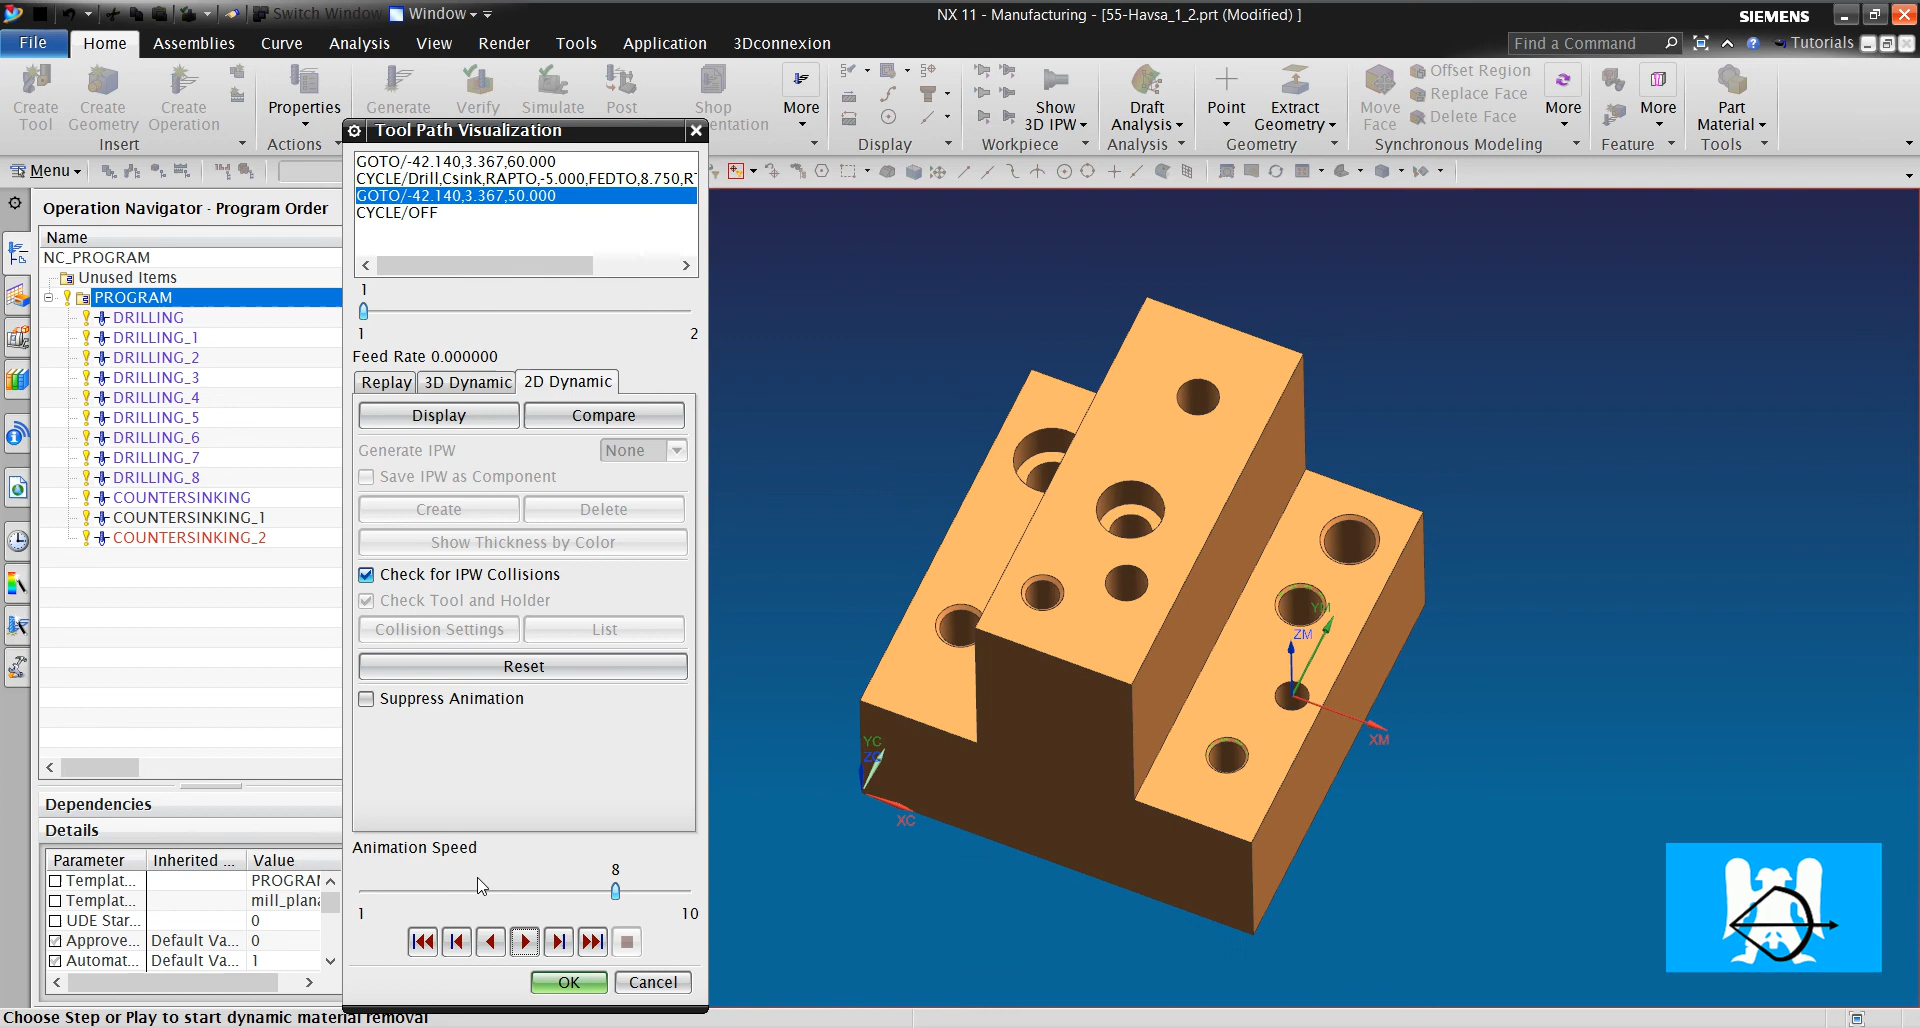 Switch Window Window NX 11 - Manufacturing - [55-Havsa_1_2.prt (Modified) ] SIEMENS
File Home Assemblies Curve Analysis View Render Tools Application 3Dconnexion Find a Command Tutorials
Create Tool Create Geometry Create Operation Insert
Properties Actions
Generate Verify Simulate Post Shop More
Display
Show 3D IPW Workpiece
Draft Analysis Analysis
Point Extract Geometry Geometry
Move Face Offset Region Replace Face Delete Face More Synchronous Modeling
More Feature
Part Material Tools
Menu
Operation Navigator - Program Order
Name
NC_PROGRAM
Unused Items
PROGRAM
DRILLING
DRILLING_1
DRILLING_2
DRILLING_3
DRILLING_4
DRILLING_5
DRILLING_6
DRILLING_7
DRILLING_8
COUNTERSINKING
COUNTERSINKING_1
COUNTERSINKING_2
Dependencies
Details
Parameter Inherited ... Value
Templat...
Templat... mill_plan
UDE Star... 0
Approve... Default Va... 0
Automat... Default Va... 1
Tool Path Visualization
GOTO/-42.140,3.367,60.000
CYCLE/Drill,Csink,RAPTO,-5.000,FEDTO,8.750,R
GOTO/-42.140,3.367,50.000
CYCLE/OFF
1
1 2
Feed Rate 0.000000
Replay 3D Dynamic 2D Dynamic
Display Compare
Generate IPW None
Save IPW as Component
Create Delete
Show Thickness by Color
Check for IPW Collisions
Check Tool and Holder
Collision Settings List
Reset
Suppress Animation
Animation Speed
8
1 10
OK Cancel
YM
ZM
XM
YC
ZC
XC
Choose Step or Play to start dynamic material removal